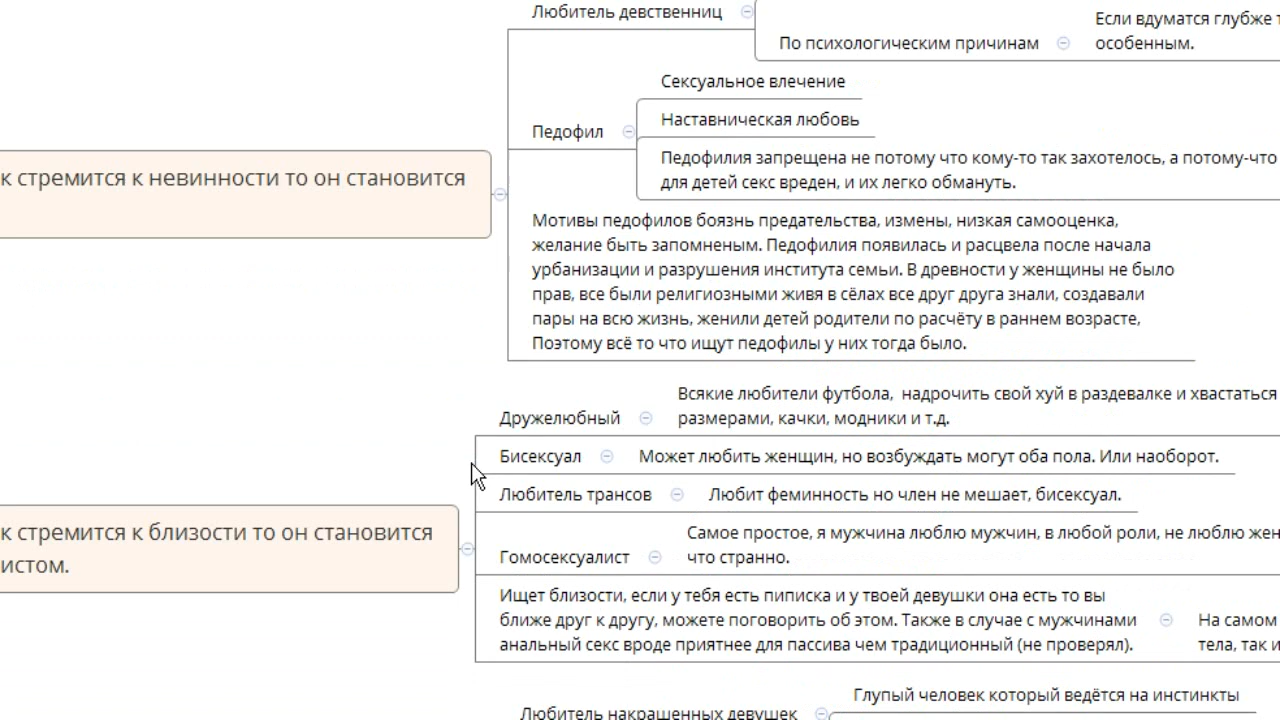 Любитель девственниц
Если вдуматся глубже
По психологическим причинам
особенным.
Сексуальное влечение
Наставническая любовь
Педофил
Педофилия запрещена не потому что кому-то так захотелось, а потому-что
для детей секс вреден, и их легко обмануть.
к стремится к невинности то он становится
Мотивы педофилов боязнь предательства, измены, низкая самооценка,
желание быть запомненым. Педофилия появилась и расцвела после начала
урбанизации и разрушения института семьи. В древности у женщины не было
прав, все были религиозными живя в сёлах все друг друга знали, создавали
пары на всю жизнь, женили детей родители по расчёту в раннем возрасте,
Поэтому всё то что ищут педофилы у них тогда было.
Всякие любители футбола, надрочить свой хуй в раздевалке и хвастаться
Дружелюбный
размерами, качки, модники и т.д.
Бисексуал
Может любить женщин, но возбуждать могут оба пола. Или наоборот.
Любитель трансов
Любит феминность но член не мешает, бисексуал.
к стремится к близости то он становится
истом.
Самое простое, я мужчина люблю мужчин, в любой роли, не люблю жен
Гомосексуалист
что странно.
Ищет близости, если у тебя есть пиписка и у твоей девушки она есть то вы
ближе друг к другу, можете поговорить об этом. Также в случае с мужчинами
анальный секс вроде приятнее для пассива чем традиционный (не проверял).
На самом
тела, так и
Глупый человек который ведётся на инстинкты
Любитель накрашенных девушек